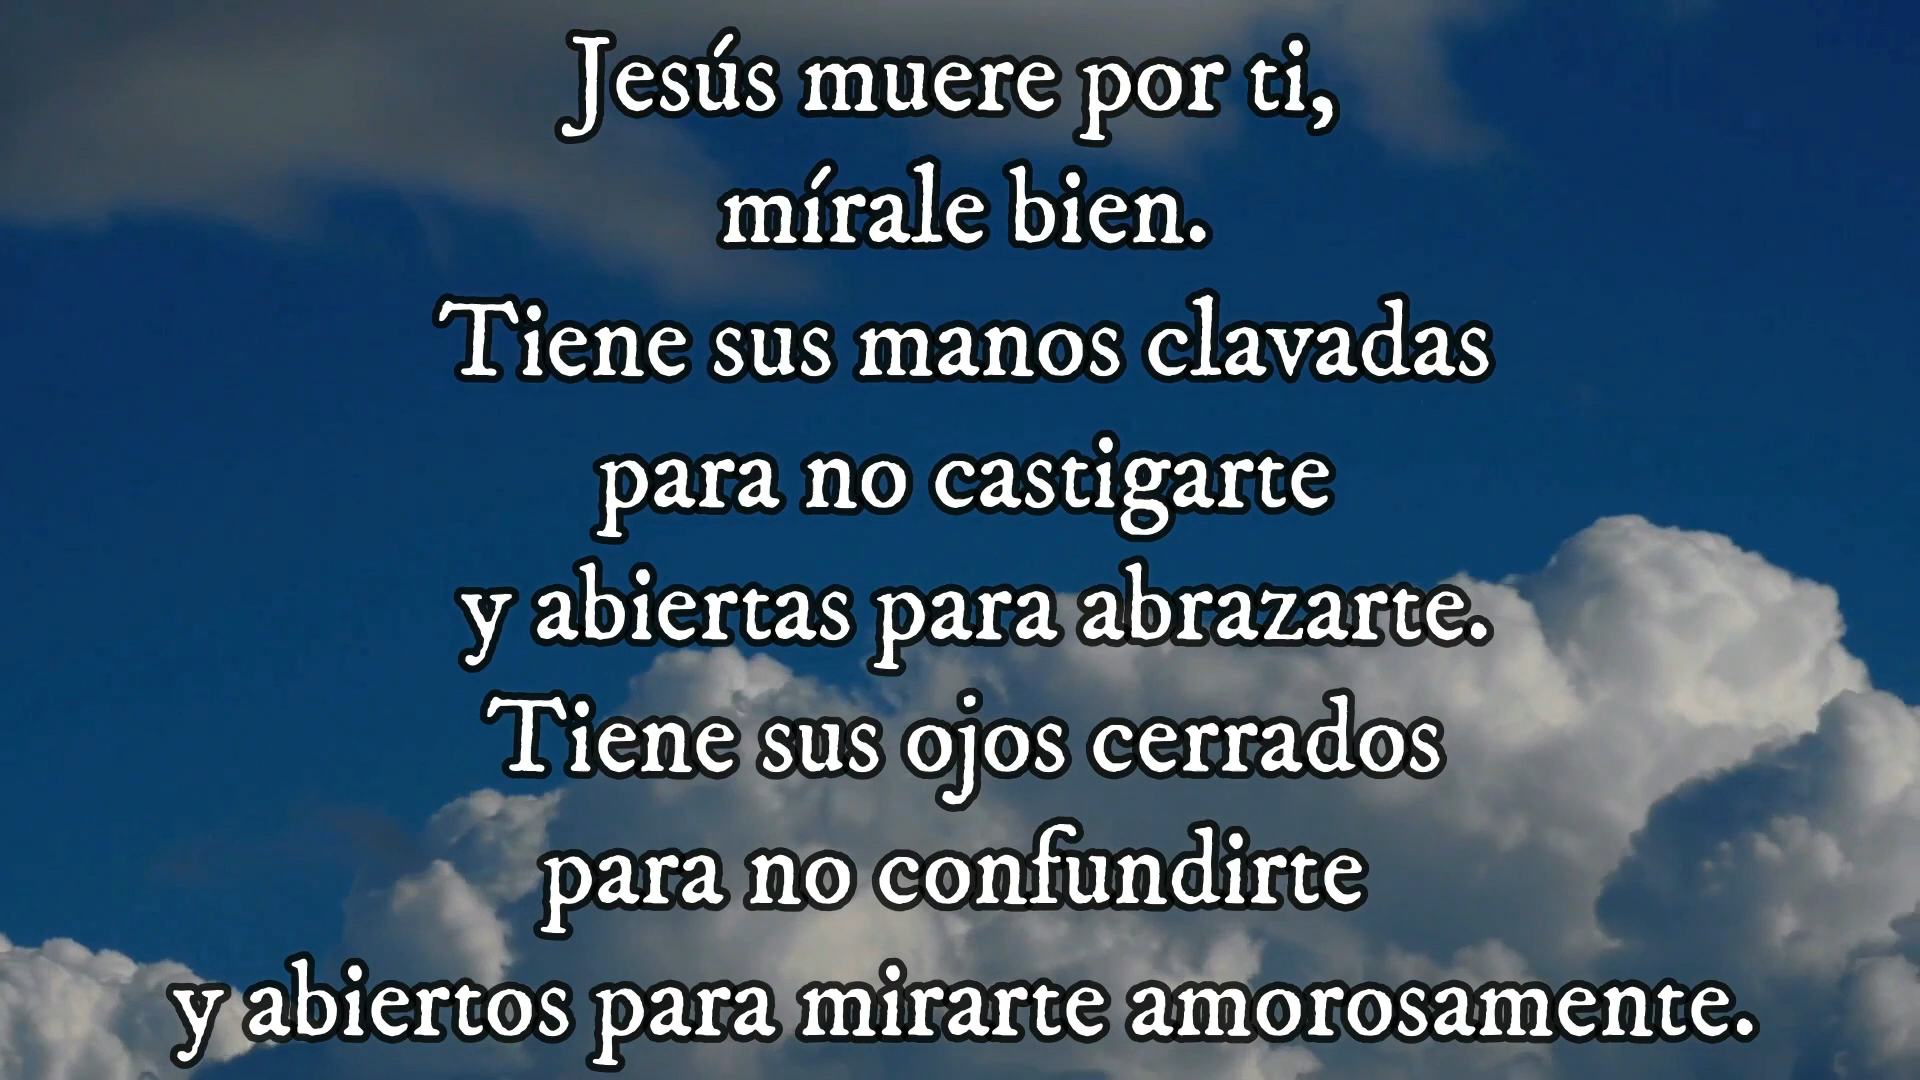 Jesús muere por ti,
mírale bien.
Tiene sus manos clavadas
para no castigarte
y abiertas para abrazarte.
Tiene sus ojos cerrados
para no confundirte
y abiertos para mirarte amorosamente.